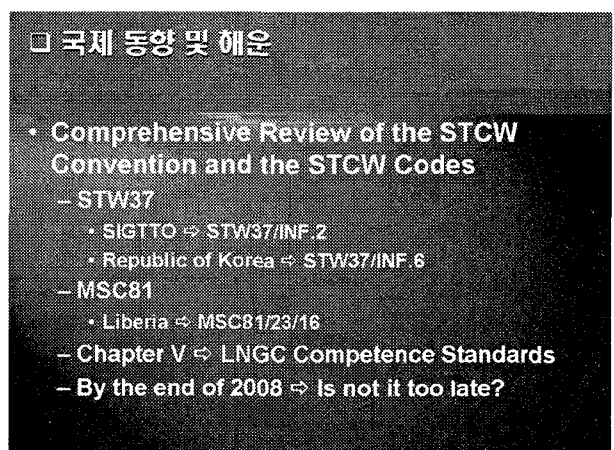 □ 국제 동향 및 해운
• Comprehensive Review of the STCW
Convention and the STCW Codes
– STW37
• SIGTTO ⇨ STW37/INF.2
• Republic of Korea ⇨ STW37/INF.6
– MSC81
• Liberia ⇨ MSC81/23/16
– Chapter V ⇨ LNGC Competence Standards
– By the end of 2008 ⇨ Is not it too late?